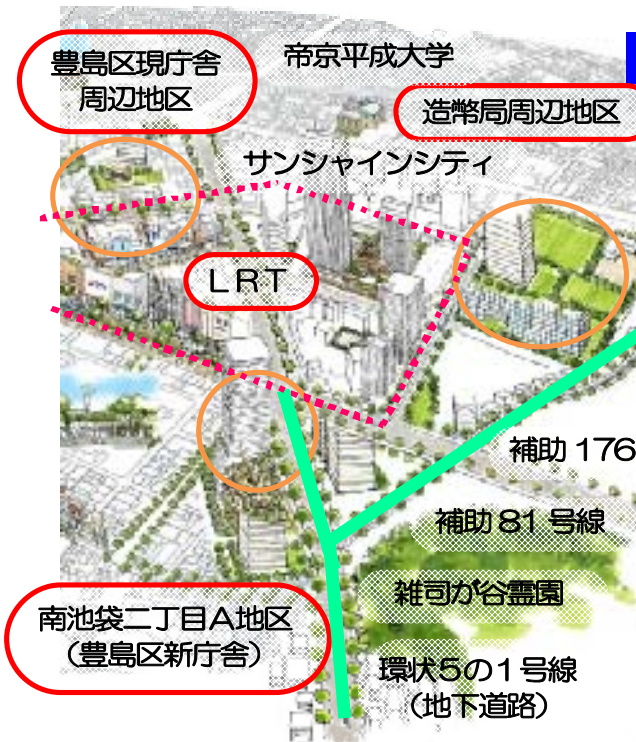 豊島区現庁舎
周辺地区
帝京平成大学
造幣局周辺地区
サンシャインシティ
ＬＲＴ
補助 176
補助 81 号線
雑司が谷霊園
南池袋二丁目Ａ地区
（豊島区新庁舎）
環状５の１号線
（地下道路）